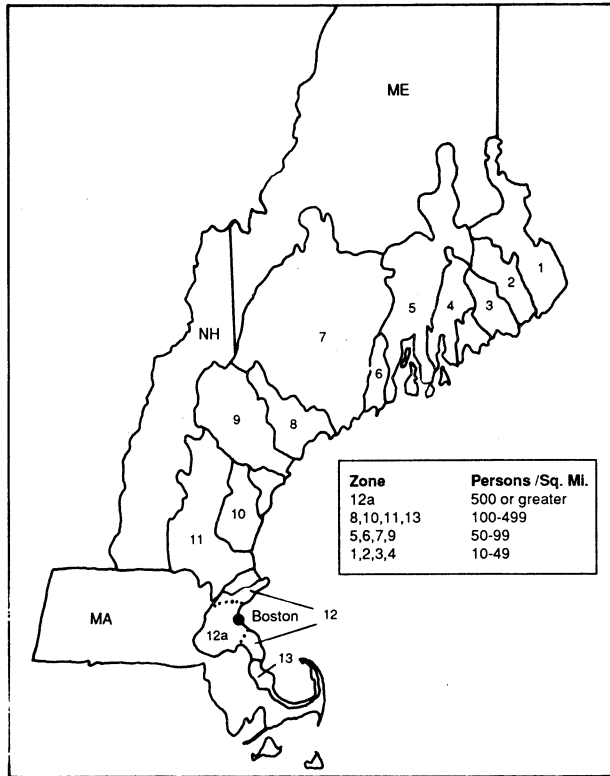 ME
1
2
3
4
5
NH
7
6
9
8
Zone Persons /Sq. Mi.
12a 500 or greater
8,10,11,13 100-499
5,6,7,9 50-99
1,2,3,4 10-49
10
11
MA
Boston
12
12a
13